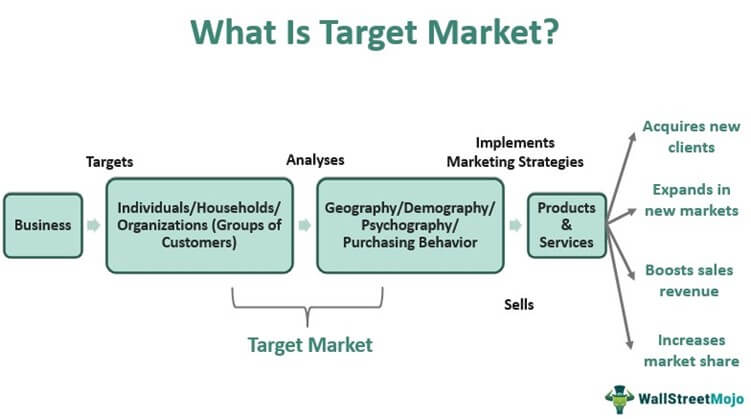 What Is Target Market?
Targets
Analyses
Implements
Marketing Strategies
Business
Individuals/Households/
Organizations (Groups of
Customers)
Geography/Demography/
Psychography/
Purchasing Behavior
Products
&
Services
Acquires new
clients
Expands in
new markets
Boosts sales
revenue
Increases
market share
Sells
Target Market
WallStreetMojo